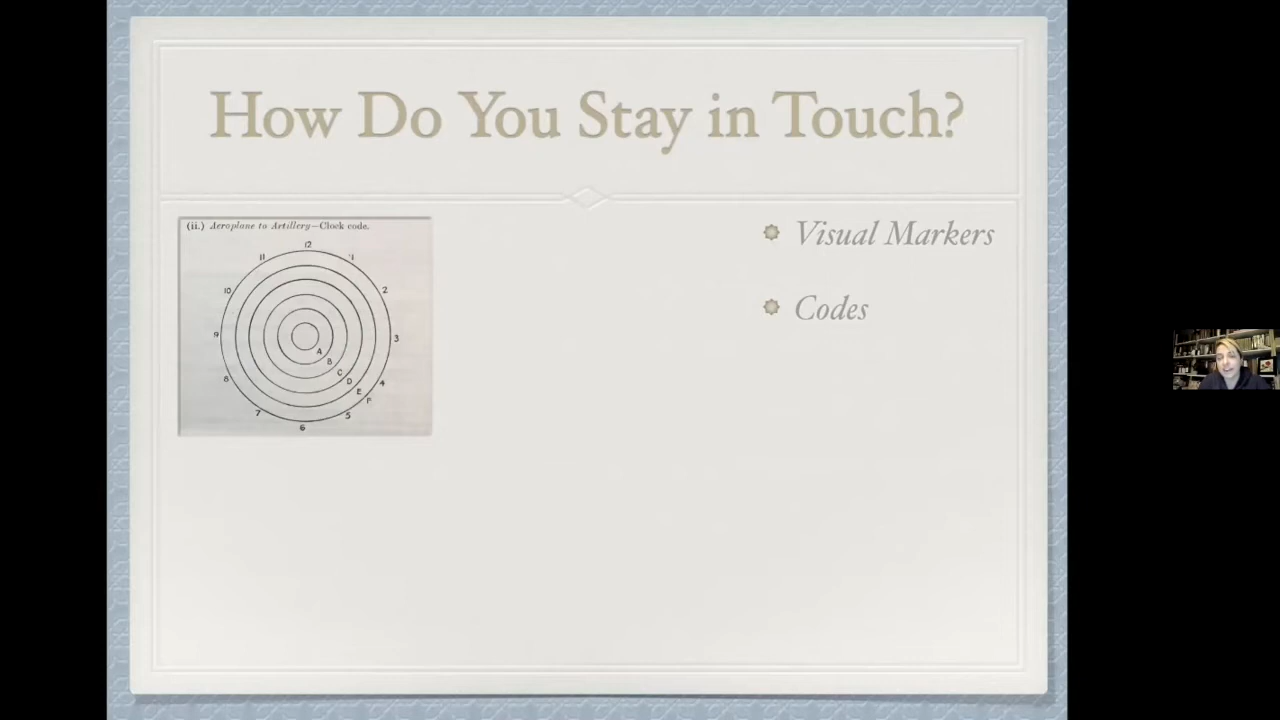 How Do You Stay in Touch?
(ii.) Aeroplane to Artillery—Clock code.
12
11
1
10
2
9
3
8
4
7
5
6
A
B
C
D
E
F
Visual Markers
Codes